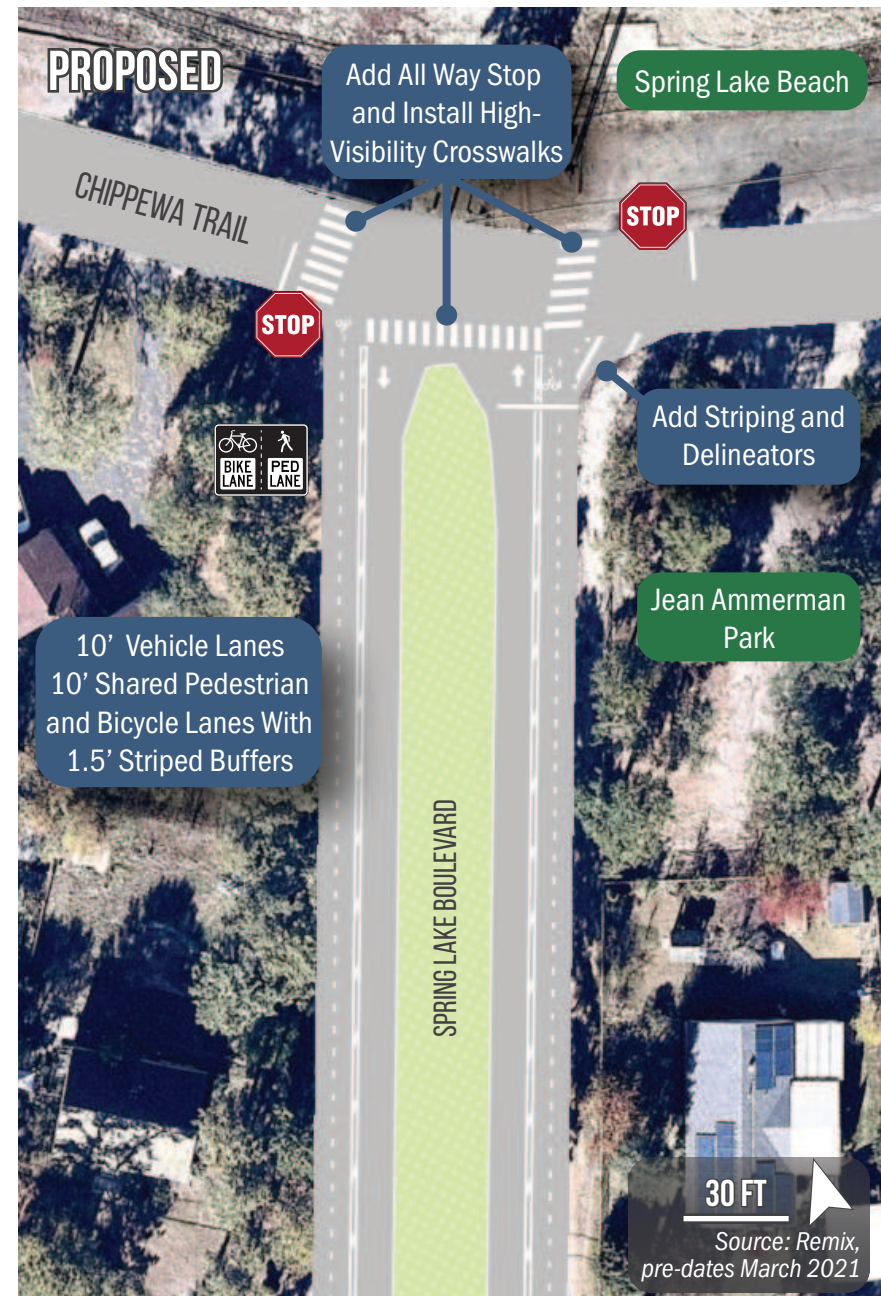 PROPOSED
Add All Way Stop
and Install High-
Visibility Crosswalks
Spring Lake Beach
CHIPPEWA TRAIL
STOP
STOP
Add Striping and
Delineators
BIKE
LANE
PED
LANE
Jean Ammerman
Park
10’ Vehicle Lanes
10’ Shared Pedestrian
and Bicycle Lanes With
1.5’ Striped Buffers
SPRING LAKE BOULEVARD
30 FT
Source: Remix,
pre-dates March 2021